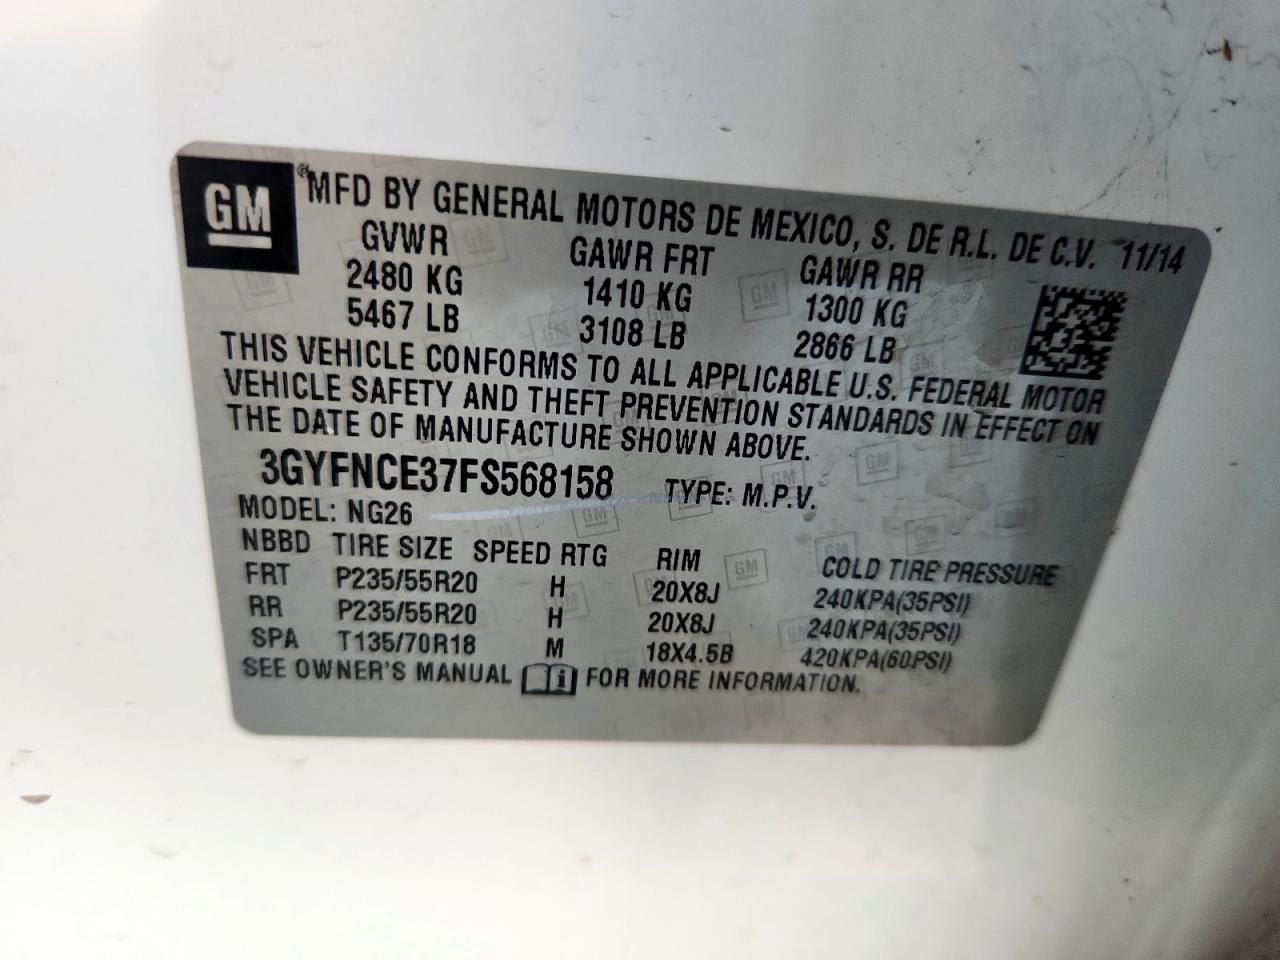 GM
® MFD BY GENERAL MOTORS DE MEXICO, S. DE R.L. DE C.V. 11/14
GVWR GAWR FRT GAWR RR
2480 KG 1410 KG 1300 KG
5467 LB 3108 LB 2866 LB
THIS VEHICLE CONFORMS TO ALL APPLICABLE U.S. FEDERAL MOTOR
VEHICLE SAFETY AND THEFT PREVENTION STANDARDS IN EFFECT ON
THE DATE OF MANUFACTURE SHOWN ABOVE.
3GYFNCE37FS568158 TYPE: M.P.V.
MODEL: NG26
NBBD TIRE SIZE SPEED RTG RIM COLD TIRE PRESSURE
FRT P235/55R20 H 20X8J 240KPA(35PSI)
RR P235/55R20 H 20X8J 240KPA(35PSI)
SPA T135/70R18 M 18X4.5B 420KPA(60PSI)
SEE OWNER'S MANUAL i FOR MORE INFORMATION.